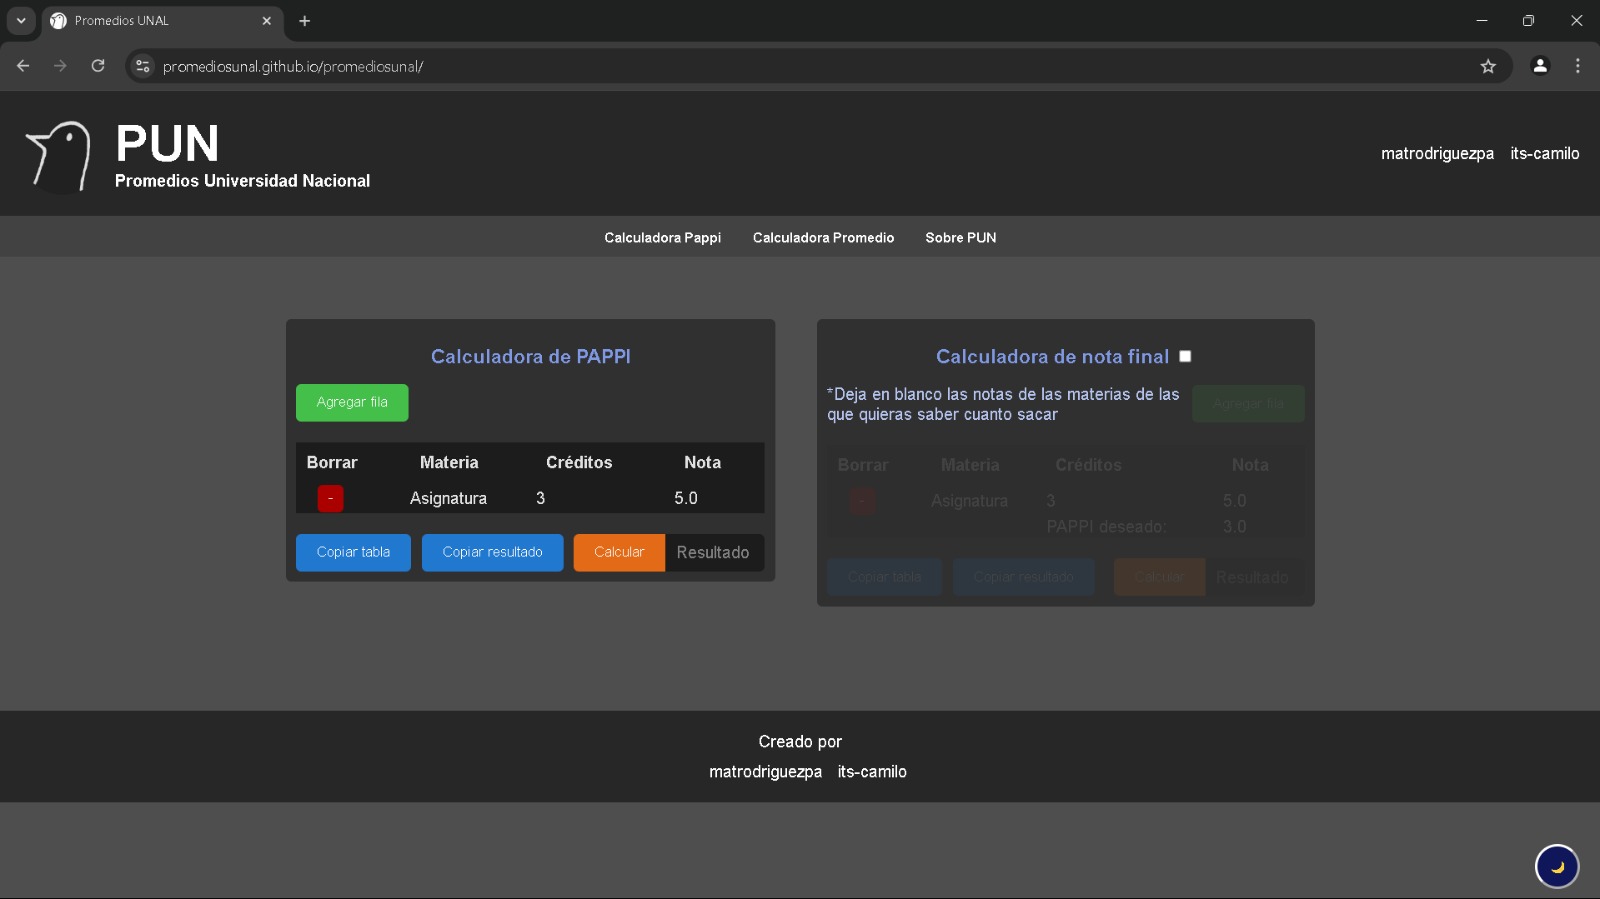 Promedios UNAL
promediosunal.github.io/promediosunal/
PUN
Promedios Universidad Nacional
matrodriguezpa its-camilo
Calculadora Pappi Calculadora Promedio Sobre PUN
Calculadora de PAPPI
Agregar fila
Borrar Materia Créditos Nota
- Asignatura 3 5.0
Copiar tabla Copiar resultado Calcular Resultado
Calculadora de nota final
*Deja en blanco las notas de las materias de las
que quieras saber cuanto sacar
Agregar fila
Borrar Materia Créditos Nota
- Asignatura 3 5.0
PAPPI deseado: 3.0
Copiar tabla Copiar resultado Calcular Resultado
Creado por
matrodriguezpa its-camilo